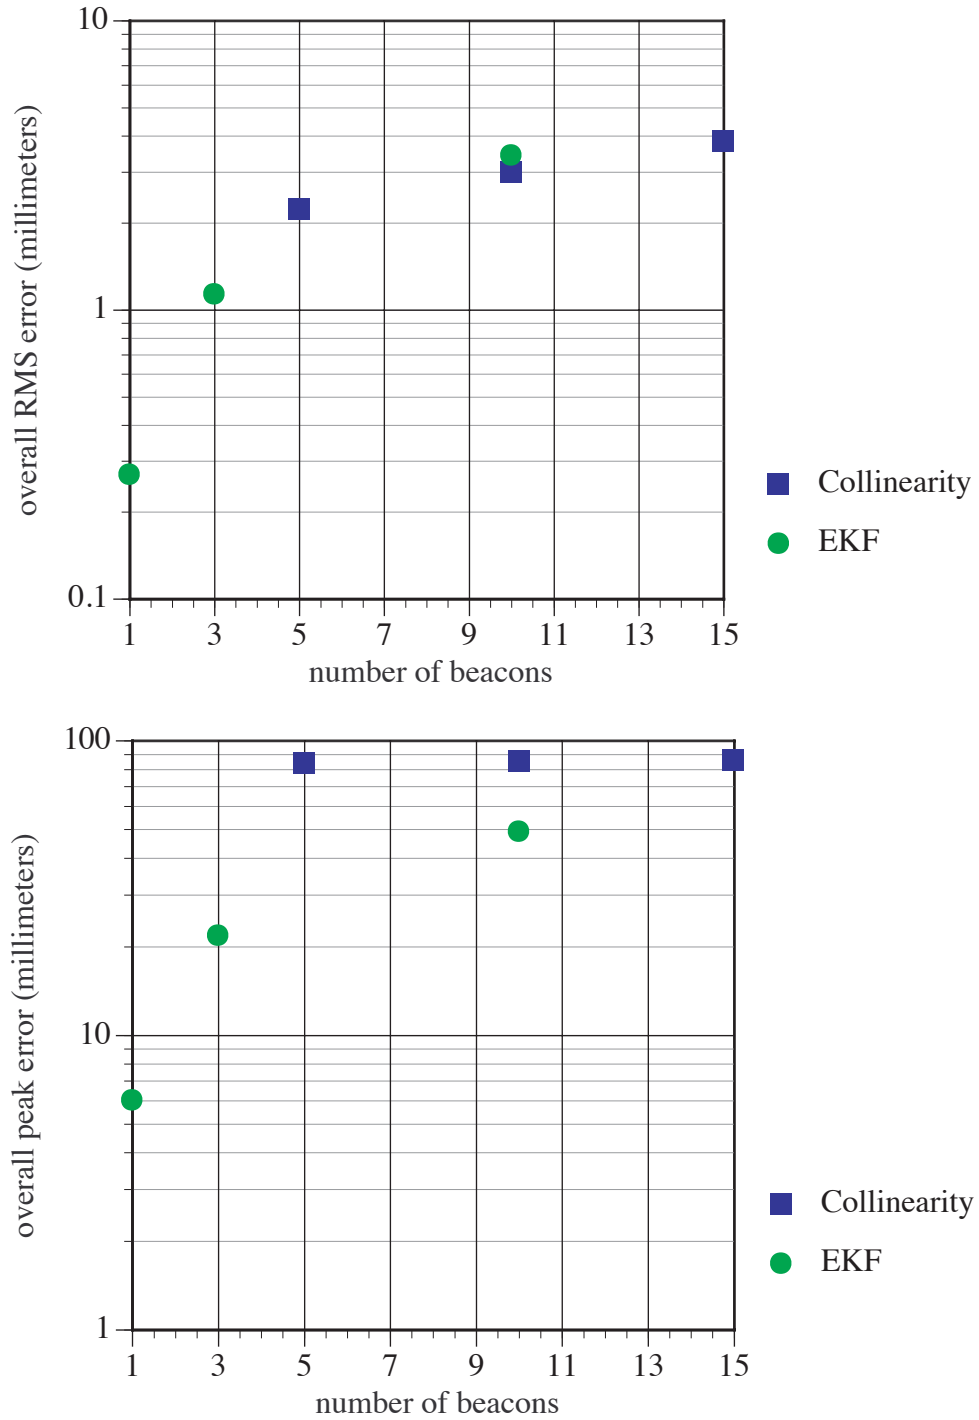 10
1
0.1
overall RMS error (millimeters)
1 3 5 7 9 11 13 15
number of beacons
Collinearity
EKF
100
10
1
overall peak error (millimeters)
1 3 5 7 9 11 13 15
number of beacons
Collinearity
EKF